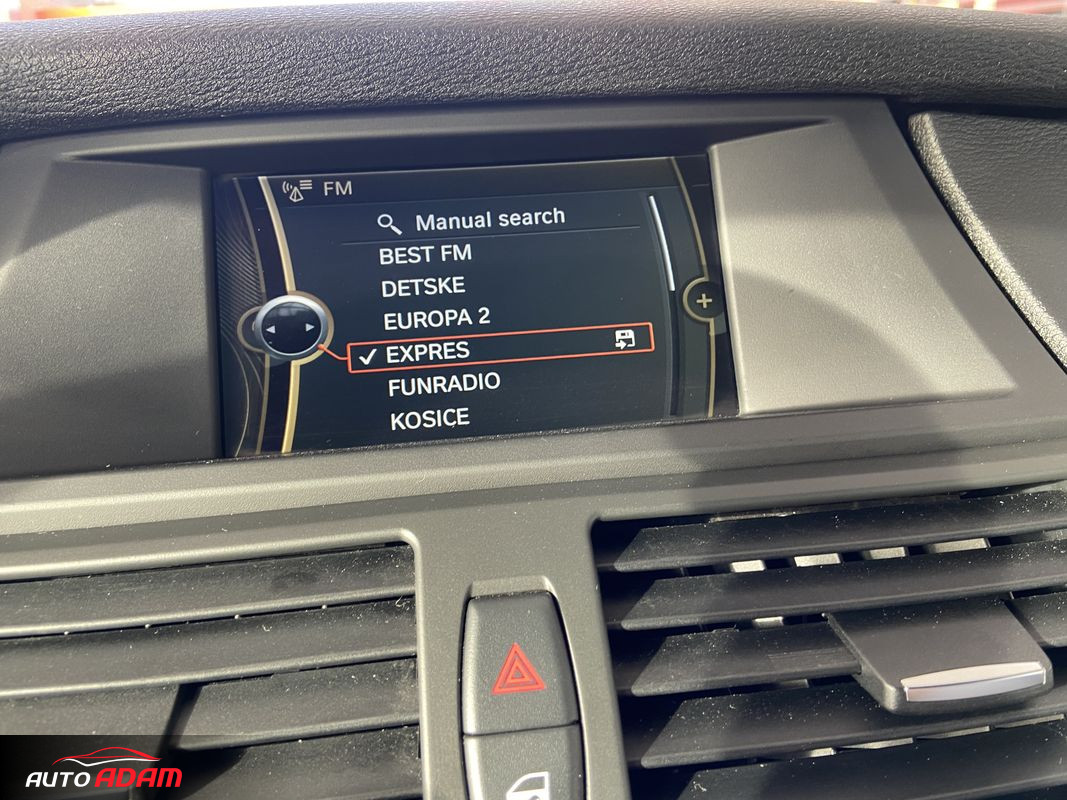 FM
Manual search
BEST FM
DETSKE
EUROPA 2
EXPRES
FUNRADIO
KOSICE
AUTO ADAM